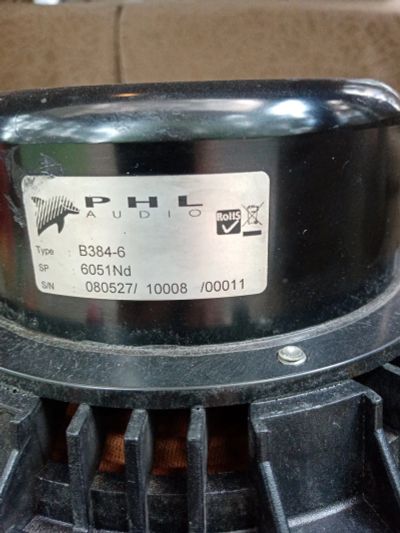 PHL
AUDIO
RoHS
Type : B384-6
SP : 6051Nd
S/N : 080527/ 10008 /00011